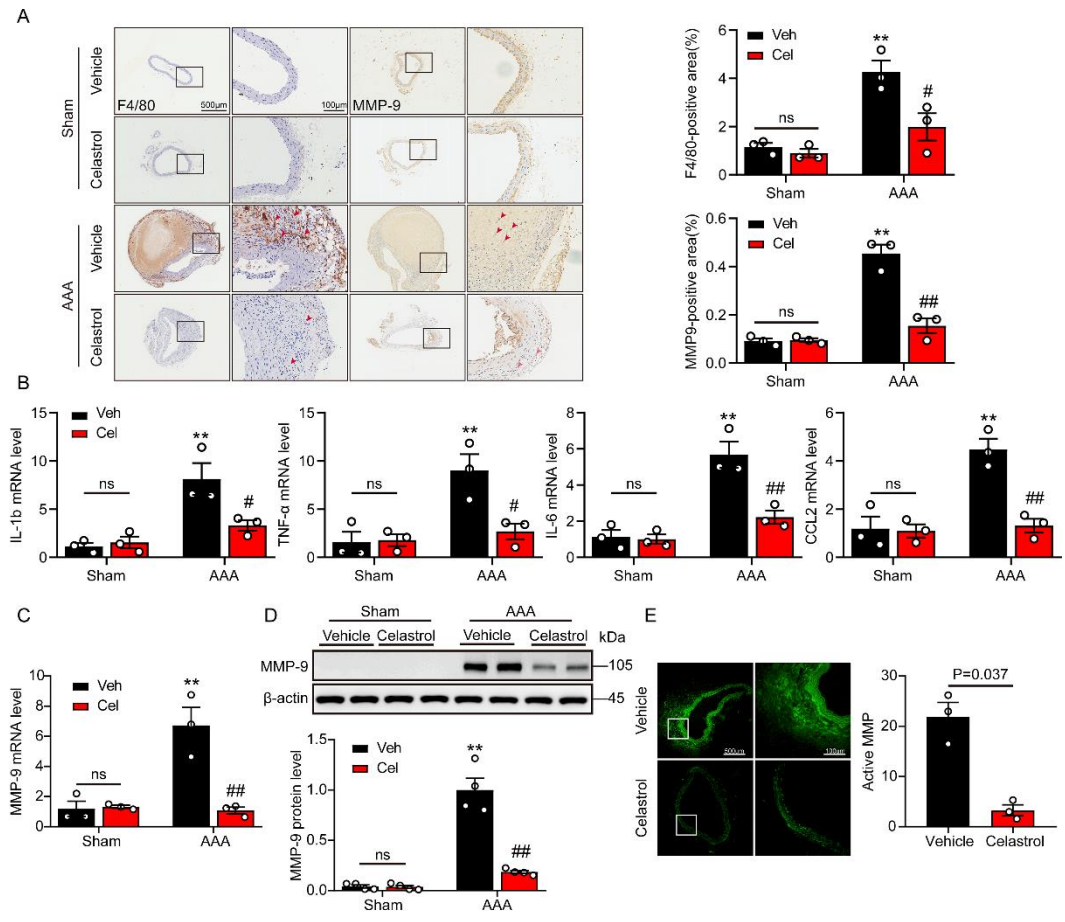 A
Sham
AAA
Vehicle
Celastrol
Vehicle
Celastrol
F4/80
500μm
100μm
MMP-9
F4/80-positive area(%)
6
4
2
0
Veh
Cel
ns
**
#
Sham
AAA
MMP9-positive area(%)
0.6
0.4
0.2
0.0
Veh
Cel
ns
**
##
Sham
AAA
B
IL-1b mRNA level
15
10
5
0
Veh
Cel
ns
**
#
Sham
AAA
TNF-α mRNA level
15
10
5
0
ns
**
#
Sham
AAA
IL-6 mRNA level
8
6
4
2
0
ns
**
##
Sham
AAA
CCL2 mRNA level
6
4
2
0
ns
**
##
Sham
AAA
C
MMP-9 mRNA level
10
8
6
4
2
0
Veh
Cel
ns
**
##
Sham
AAA
D
Sham
AAA
Vehicle Celastrol
Vehicle Celastrol
kDa
MMP-9
105
β-actin
45
MMP-9 protein level
1.5
1.0
0.5
0.0
Veh
Cel
ns
**
##
Sham
AAA
E
Vehicle
Celastrol
500μm
100μm
Active MMP
30
20
10
0
P=0.037
Vehicle Celastrol